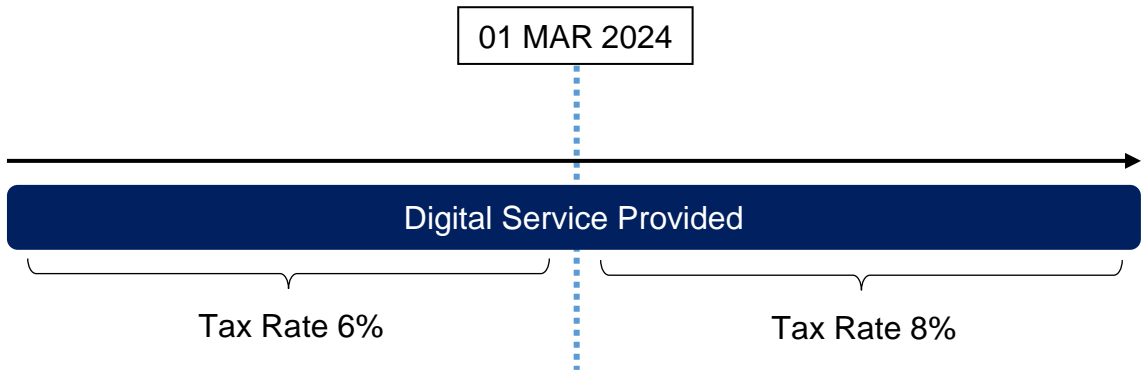 01 MAR 2024
Digital Service Provided
Tax Rate 6%
Tax Rate 8%